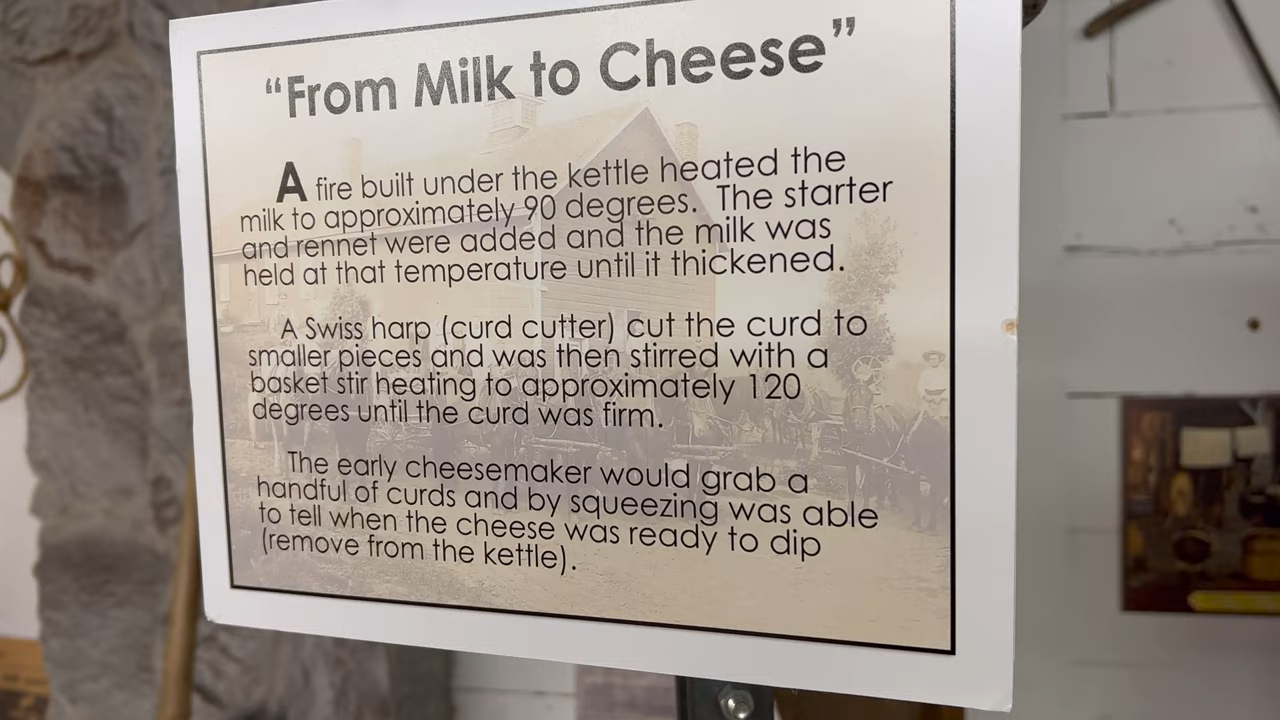 “From Milk to Cheese”
A fire built under the kettle heated the
milk to approximately 90 degrees. The starter
and rennet were added and the milk was
held at that temperature until it thickened.
A Swiss harp (curd cutter) cut the curd to
smaller pieces and was then stirred with a
basket stir heating to approximately 120
degrees until the curd was firm.
The early cheesemaker would grab a
handful of curds and by squeezing was able
to tell when the cheese was ready to dip
(remove from the kettle).